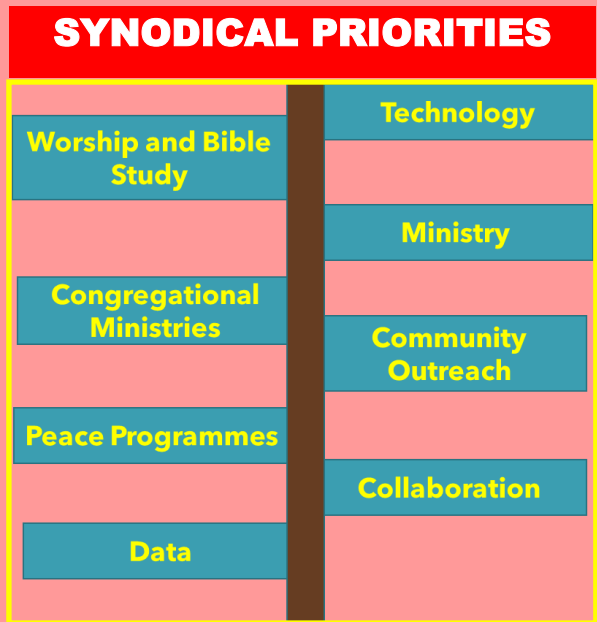 SYNODICAL PRIORITIES
Worship and Bible
Study
Congregational
Ministries
Peace Programmes
Data
Technology
Ministry
Community
Outreach
Collaboration